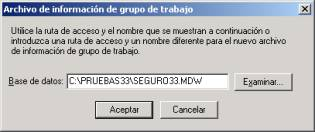 Archivo de información de grupo de trabajo
Utilice la ruta de acceso y el nombre que se muestran a continuación o
introduzca una ruta de acceso y un nombre diferente para el nuevo archivo
de información de grupo de trabajo.
Base de datos: C:\PRUEBAS33\SEGURO33.MDW Examinar...
Aceptar Cancelar